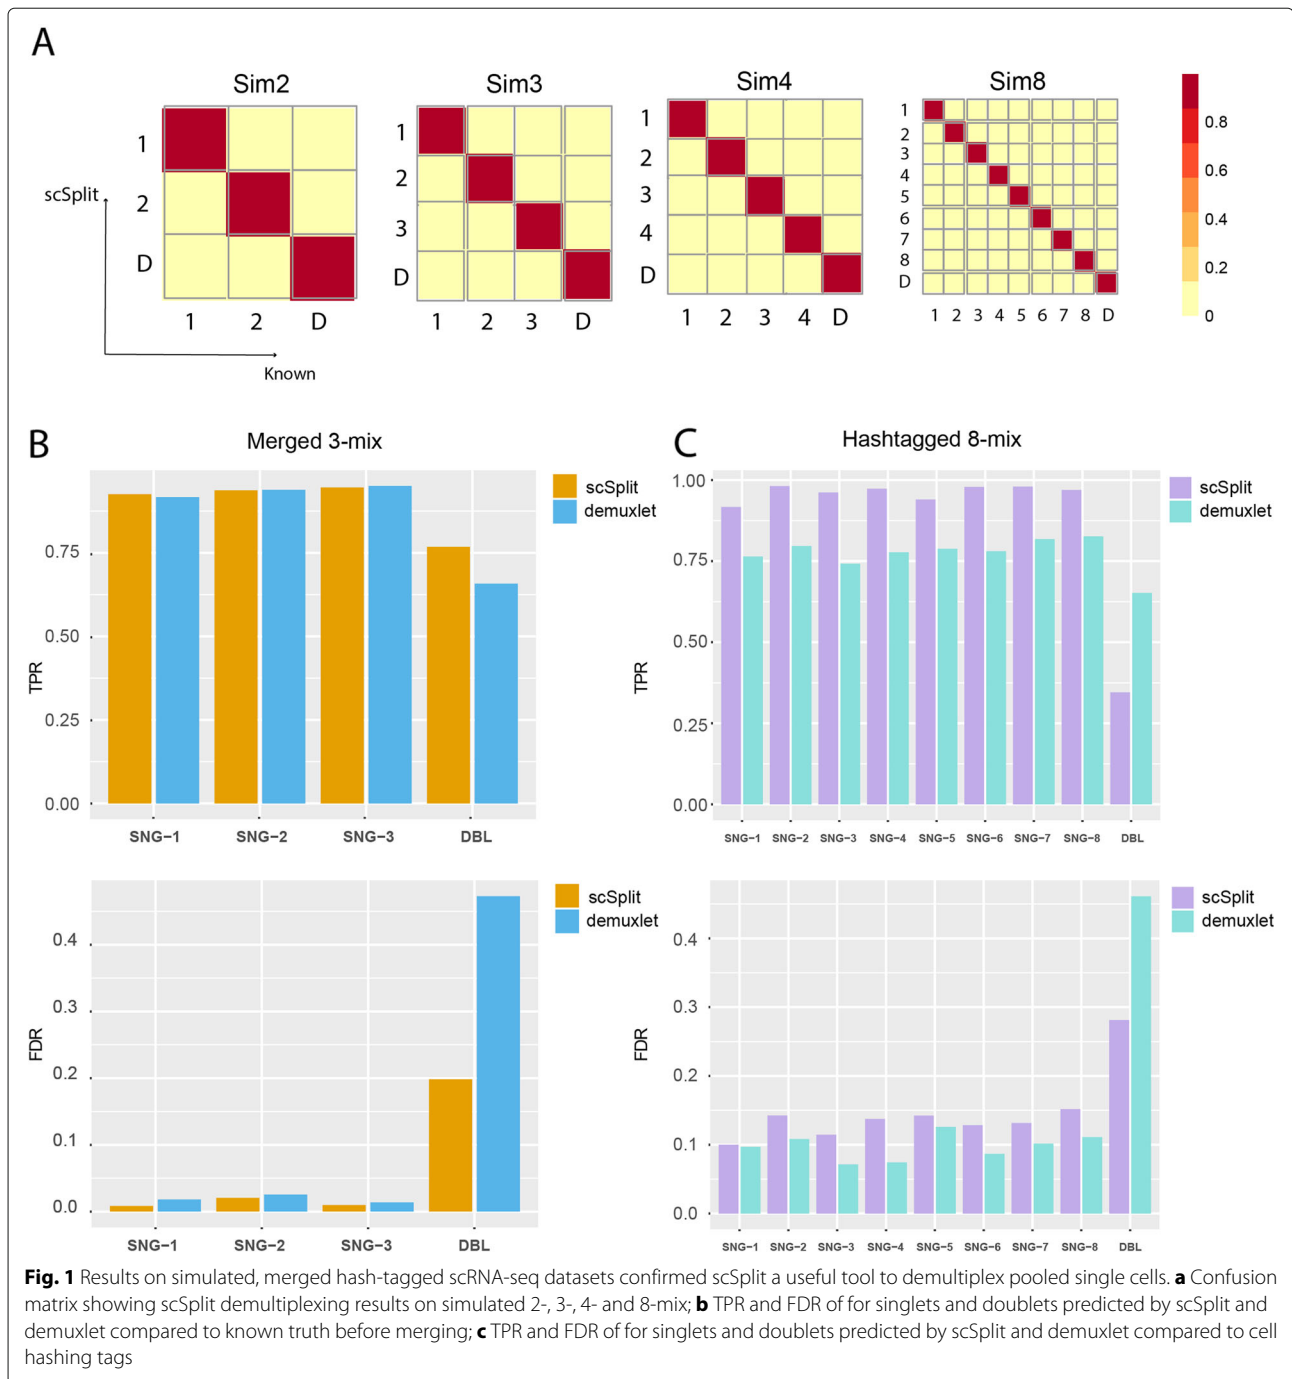 A
Sim2
Sim3
Sim4
Sim8
1
2
D
1
2
3
D
1
2
3
4
D
1
2
3
4
5
6
7
8
D
0.8
0.6
0.4
0.2
0
scSplit
1 2 D
1 2 3 D
1 2 3 4 D
1 2 3 4 5 6 7 8 D
Known
B
Merged 3-mix
scSplit
demuxlet
TPR
0.75
0.50
0.25
0.00
SNG−1 SNG−2 SNG−3 DBL
scSplit
demuxlet
FDR
0.4
0.3
0.2
0.1
0.0
SNG−1 SNG−2 SNG−3 DBL
C
Hashtagged 8-mix
scSplit
demuxlet
TPR
1.00
0.75
0.50
0.25
0.00
SNG−1 SNG−2 SNG−3 SNG−4 SNG−5 SNG−6 SNG−7 SNG−8 DBL
scSplit
demuxlet
FDR
0.4
0.3
0.2
0.1
0.0
SNG−1 SNG−2 SNG−3 SNG−4 SNG−5 SNG−6 SNG−7 SNG−8 DBL
Fig. 1 Results on simulated, merged hash-tagged scRNA-seq datasets confirmed scSplit a useful tool to demultiplex pooled single cells. a Confusion
matrix showing scSplit demultiplexing results on simulated 2-, 3-, 4- and 8-mix; b TPR and FDR of for singlets and doublets predicted by scSplit and
demuxlet compared to known truth before merging; c TPR and FDR of for singlets and doublets predicted by scSplit and demuxlet compared to cell
hashing tags